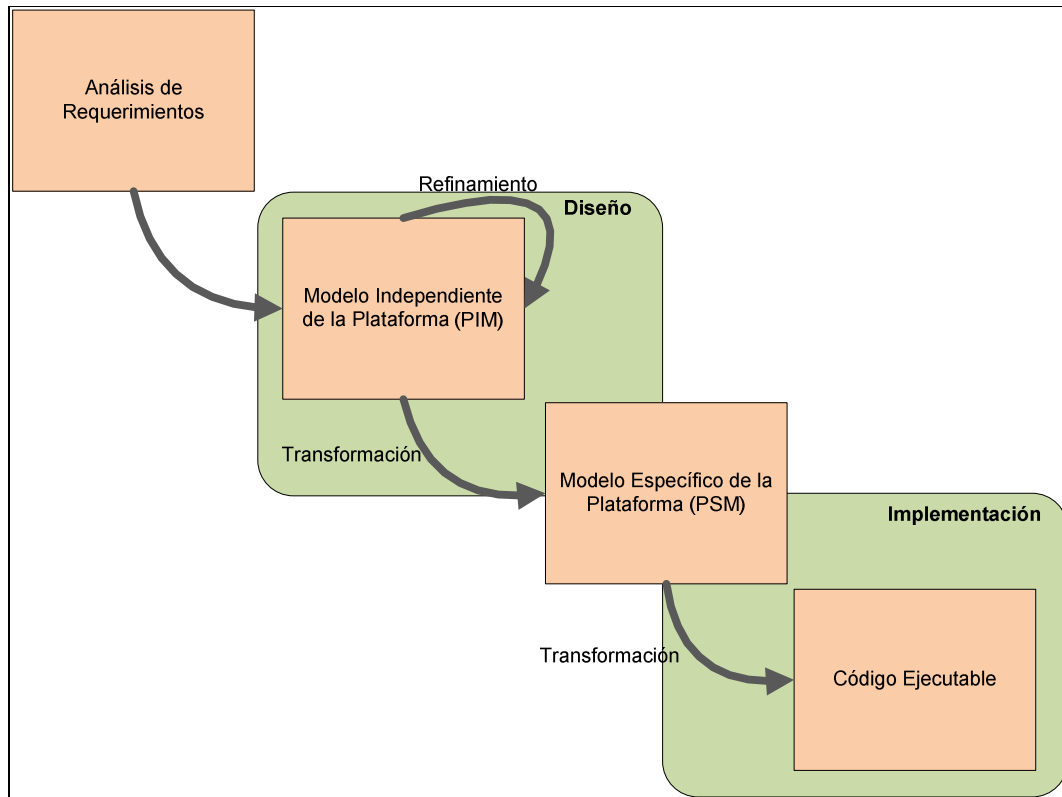 Análisis de
Requerimientos
Refinamiento
Diseño
Modelo Independiente
de la Plataforma (PIM)
Transformación
Modelo Específico de la
Plataforma (PSM)
Implementación
Transformación
Código Ejecutable